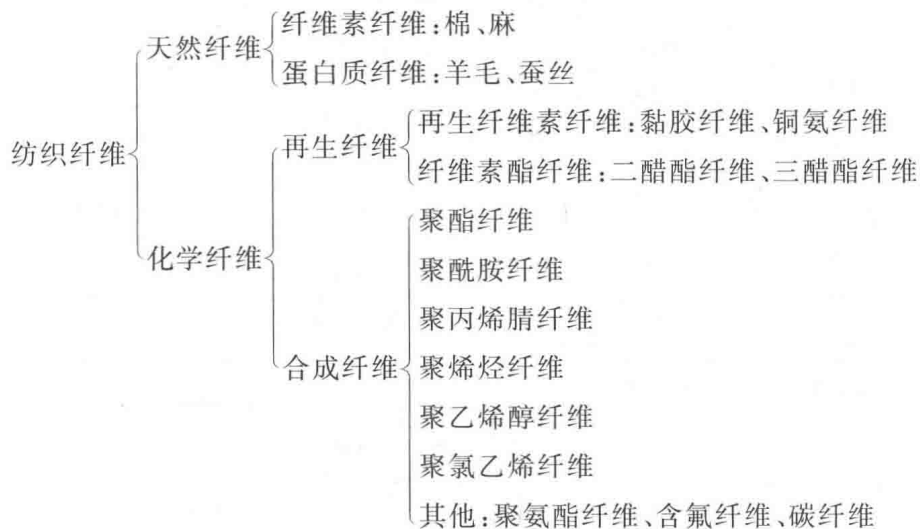 纤维素纤维:棉、麻
天然纤维
蛋白质纤维:羊毛、蚕丝
再生纤维素纤维:黏胶纤维、铜氨纤维
再生纤维
纺织纤维
纤维素酯纤维:二醋酯纤维、三醋酯纤维
聚酯纤维
化学纤维
聚酰胺纤维
聚丙烯腈纤维
合成纤维
聚烯烃纤维
聚乙烯醇纤维
聚氯乙烯纤维
其他:聚氨酯纤维、含氟纤维、碳纤维